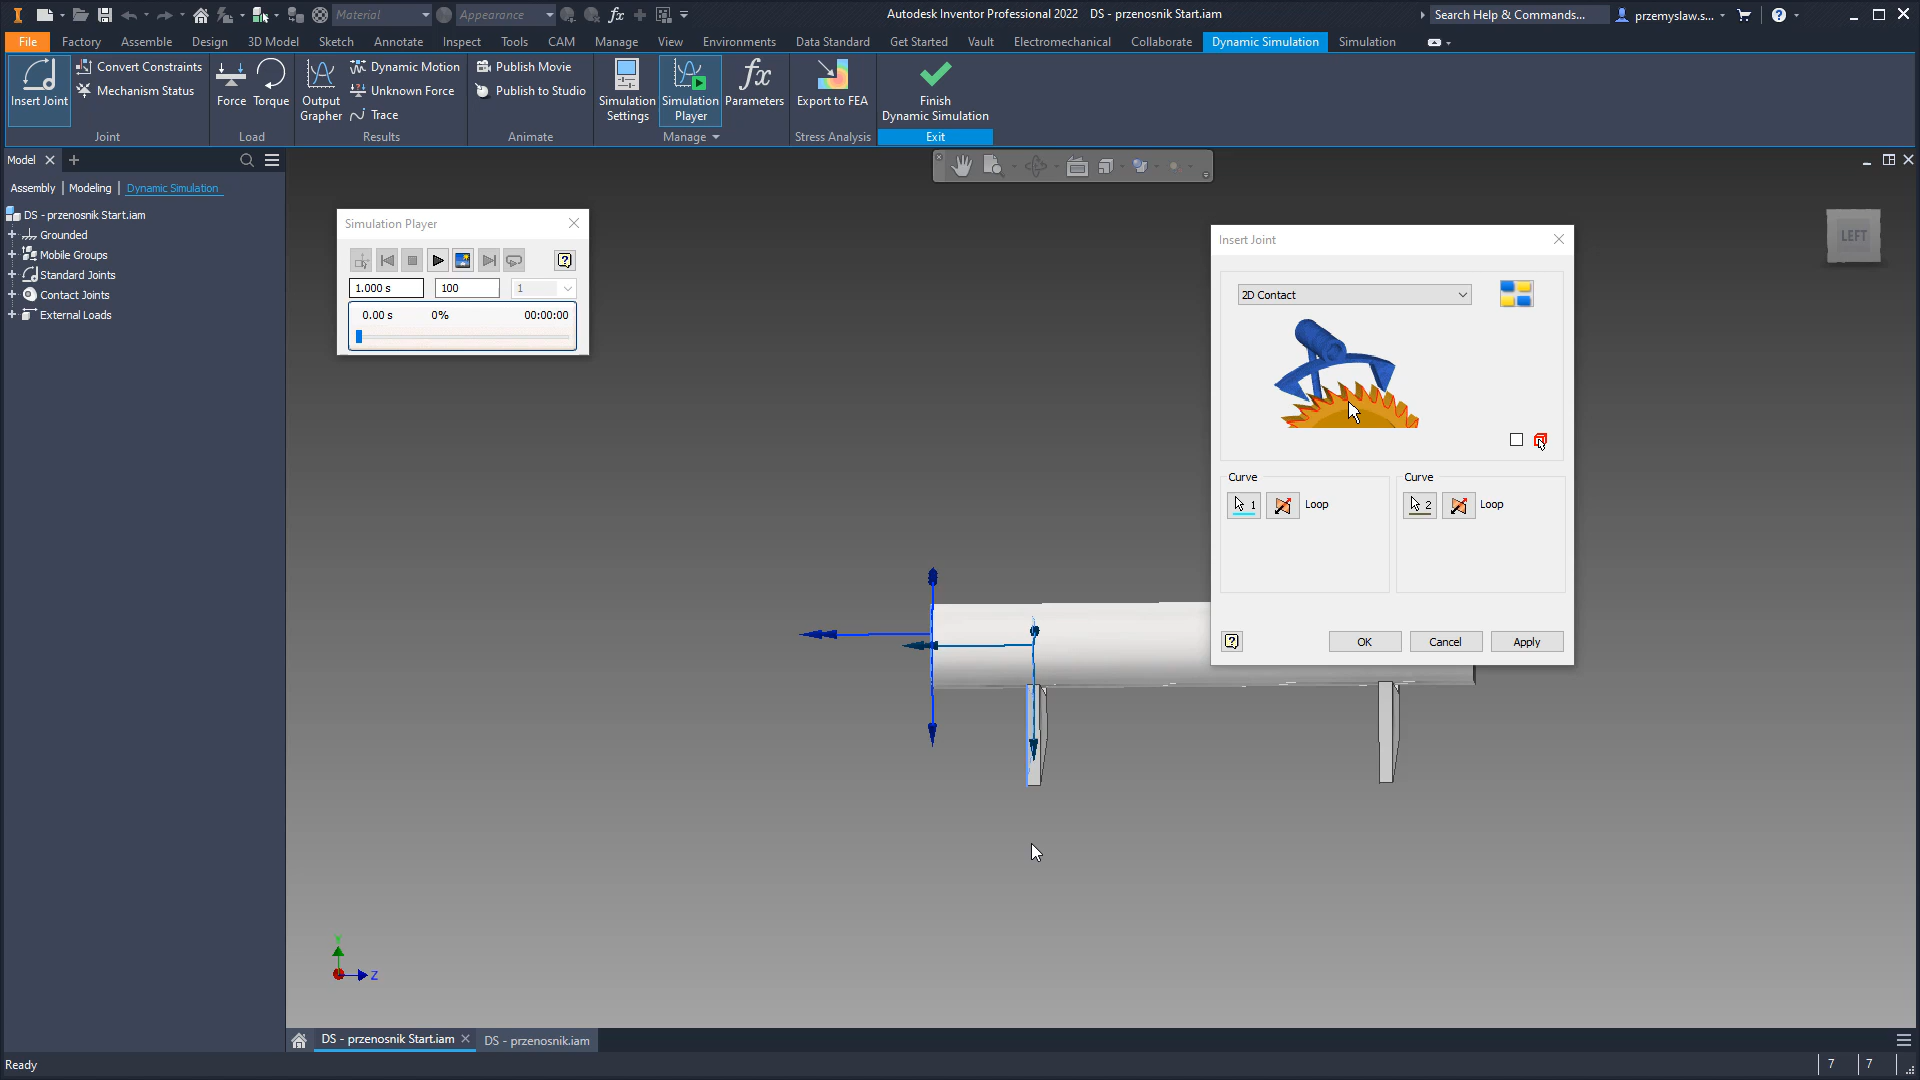 Material
Appearance
fx
Autodesk Inventor Professional 2022 DS - przenosnik Start.iam
Search Help & Commands...
przemyslaw.s...
File Factory Assemble Design 3D Model Sketch Annotate Inspect Tools CAM Manage View Environments Data Standard Get Started Vault Electromechanical Collaborate Dynamic Simulation Simulation
Insert Joint
Convert Constraints
Mechanism Status
Joint
Force
Torque
Load
Output Grapher
Dynamic Motion
Unknown Force
Trace
Results
Publish Movie
Publish to Studio
Animate
Simulation Settings
Simulation Player
fx
Parameters
Manage
Export to FEA
Stress Analysis
Finish
Dynamic Simulation
Exit
Model
Assembly | Modeling | Dynamic Simulation
DS - przenosnik Start.iam
Grounded
Mobile Groups
Standard Joints
Contact Joints
External Loads
Simulation Player
1.000 s 100 1
0.00 s 0% 00:00:00
LEFT
Insert Joint
2D Contact
Curve
1 Loop
Curve
2 Loop
OK Cancel Apply
Y
Z
DS - przenosnik Start.iam
DS - przenosnik.iam
Ready
7 7